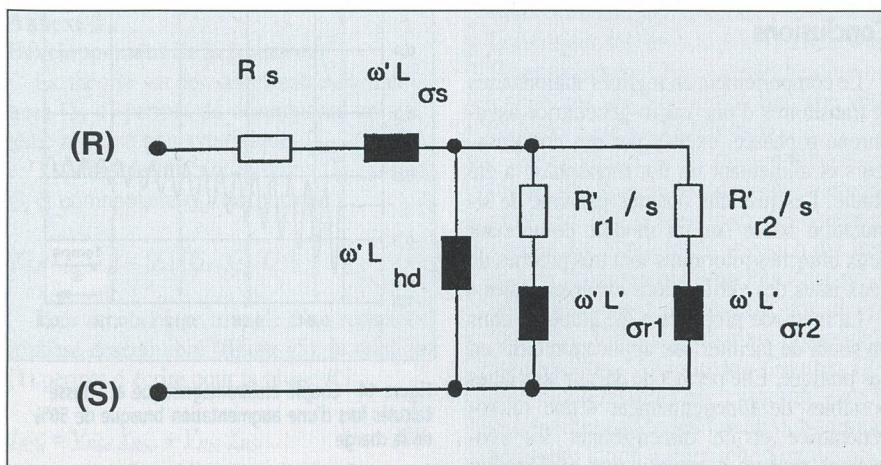 R s ω' L σs
(R)
R' r1 / s R' r2 / s
ω' L hd
ω' L' σr1 ω' L' σr2
(S)